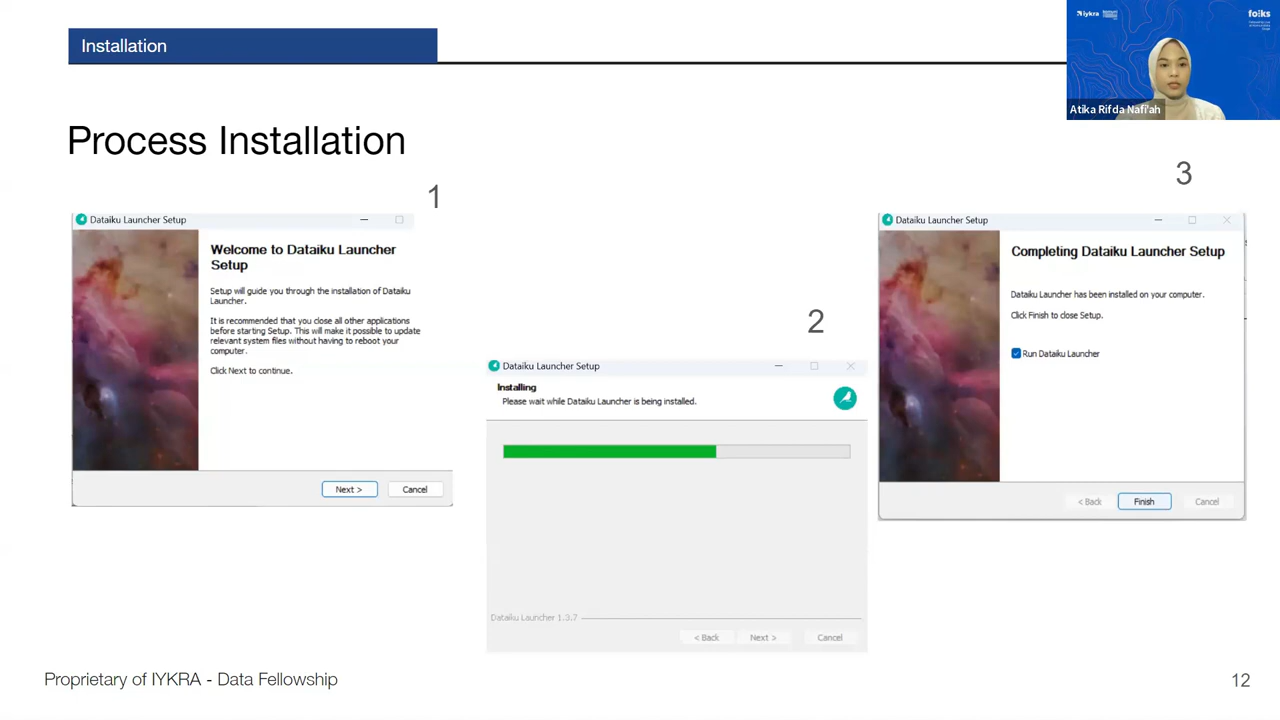 Installation
iykra
foiks
Atika Rifda Nafi'ah
Process Installation
1
Dataiku Launcher Setup
Welcome to Dataiku Launcher
Setup
Setup will guide you through the installation of Dataiku
Launcher.
It is recommended that you close all other applications
before starting Setup. This will make it possible to update
relevant system files without having to reboot your
computer.
Click Next to continue.
Next >
Cancel
2
Dataiku Launcher Setup
Installing
Please wait while Dataiku Launcher is being installed.
Dataiku Launcher 1.3.7
< Back
Next >
Cancel
3
Dataiku Launcher Setup
Completing Dataiku Launcher Setup
Dataiku Launcher has been installed on your computer.
Click Finish to close Setup.
Run Dataiku Launcher
< Back
Finish
Cancel
Proprietary of IYKRA - Data Fellowship
12